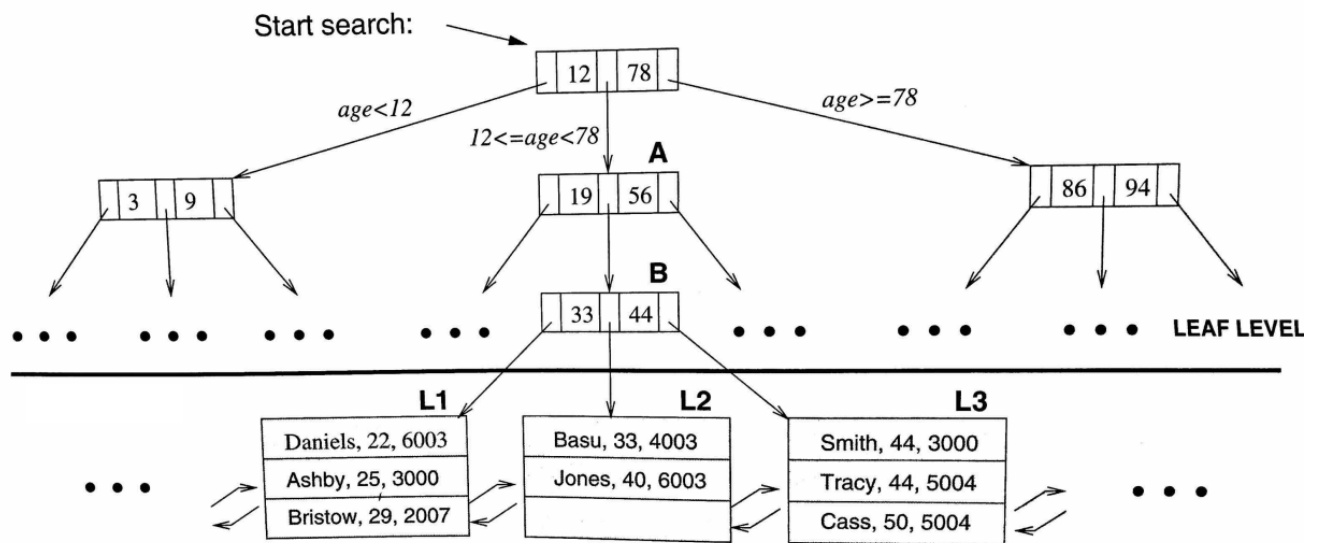 Start search:
12 78
age<12
12<=age<78
age>=78
A
3 9
19 56
86 94
B
33 44
LEAF LEVEL
L1
L2
L3
Daniels, 22, 6003
Ashby, 25, 3000
Bristow, 29, 2007
Basu, 33, 4003
Jones, 40, 6003
Smith, 44, 3000
Tracy, 44, 5004
Cass, 50, 5004